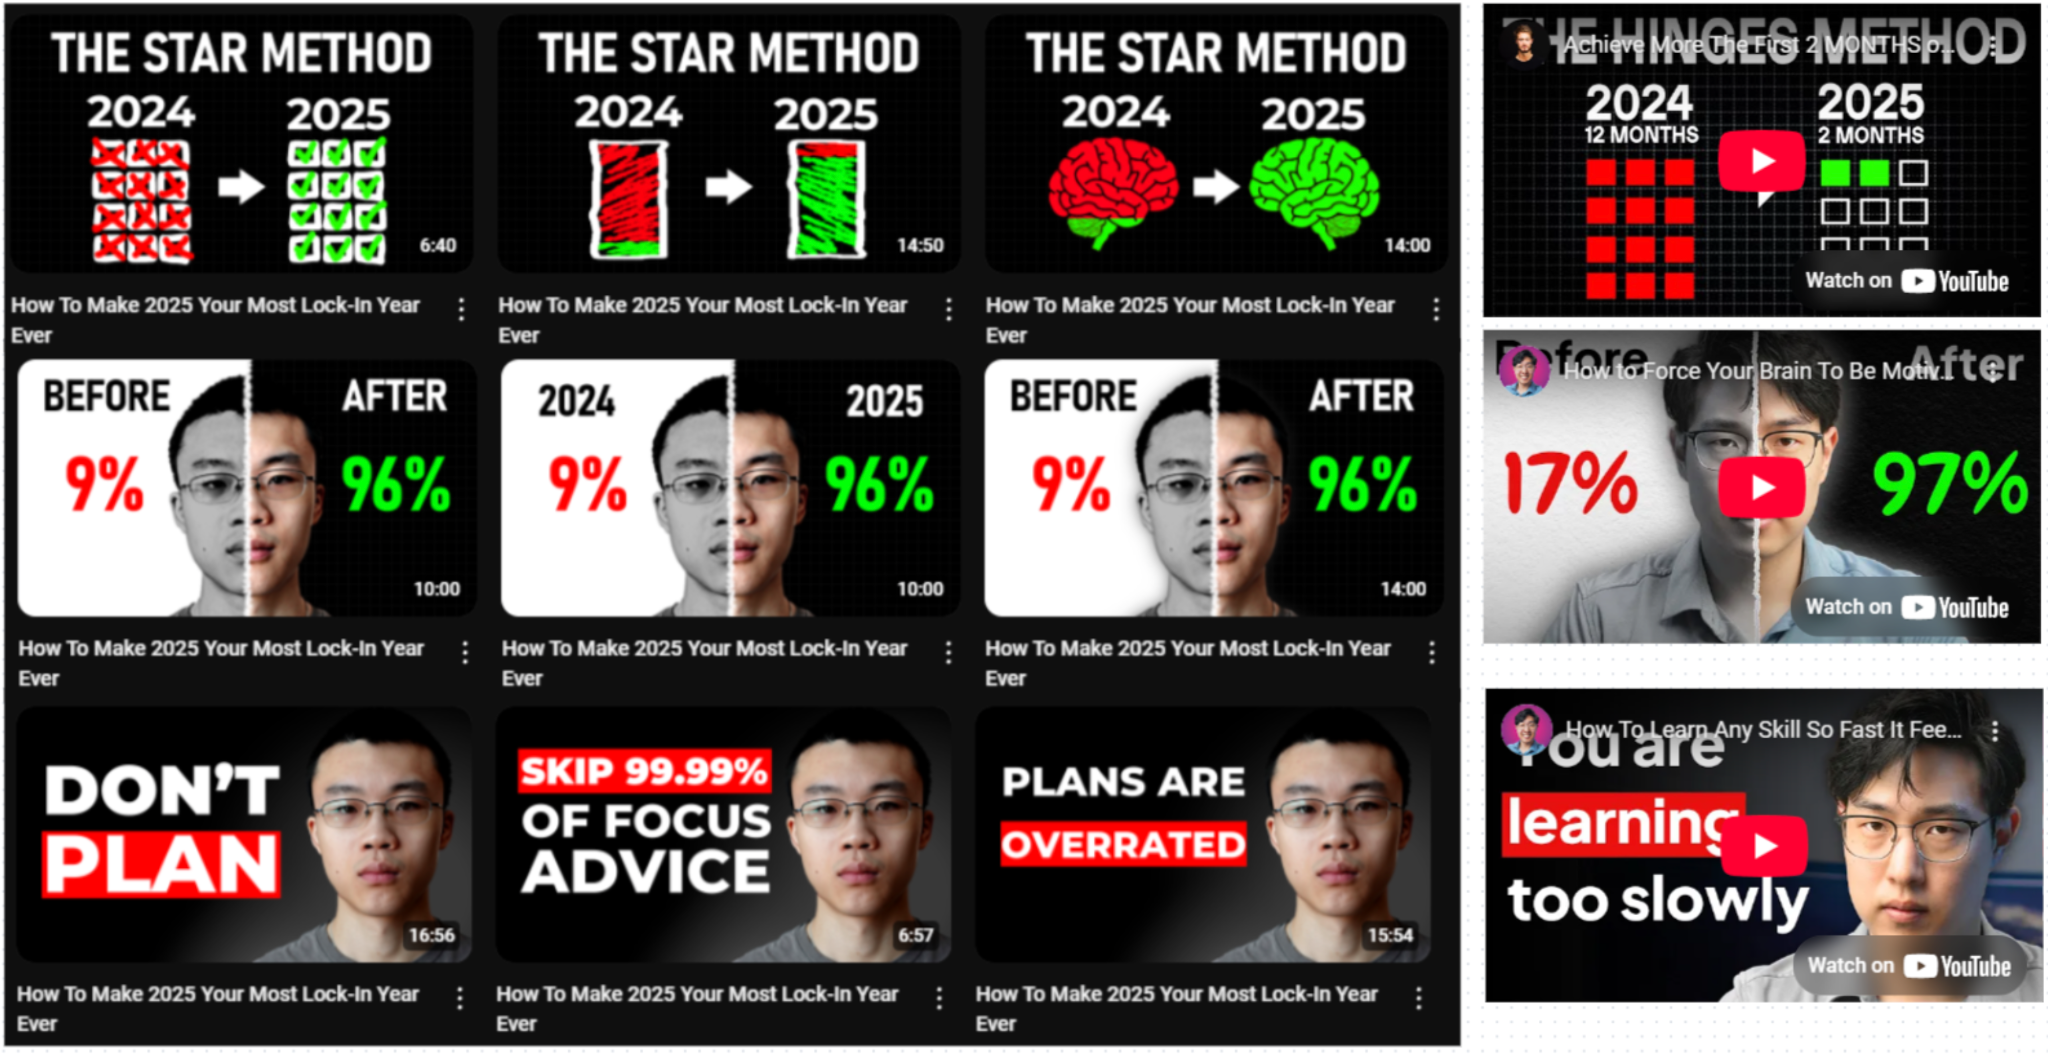 THE STAR METHOD
2024
2025
6:40
How To Make 2025 Your Most Lock-In Year
Ever
THE STAR METHOD
2024
2025
14:50
How To Make 2025 Your Most Lock-In Year
Ever
THE STAR METHOD
2024
2025
14:00
How To Make 2025 Your Most Lock-In Year
Ever
THE HINGES METHOD
Achieve More The First 2 MONTHS o...
2024
12 MONTHS
2025
2 MONTHS
Watch on YouTube
BEFORE
AFTER
9%
96%
10:00
How To Make 2025 Your Most Lock-In Year
Ever
2024
2025
9%
96%
10:00
How To Make 2025 Your Most Lock-In Year
Ever
BEFORE
AFTER
9%
96%
14:00
How To Make 2025 Your Most Lock-In Year
Ever
Before
After
How to Force Your Brain To Be Motiv...
17%
97%
Watch on YouTube
DON'T
PLAN
16:56
How To Make 2025 Your Most Lock-In Year
Ever
SKIP 99.99%
OF FOCUS
ADVICE
6:57
How To Make 2025 Your Most Lock-In Year
Ever
PLANS ARE
OVERRATED
15:54
How To Make 2025 Your Most Lock-In Year
Ever
How To Learn Any Skill So Fast It Fee...
You are
learning
too slowly
Watch on YouTube